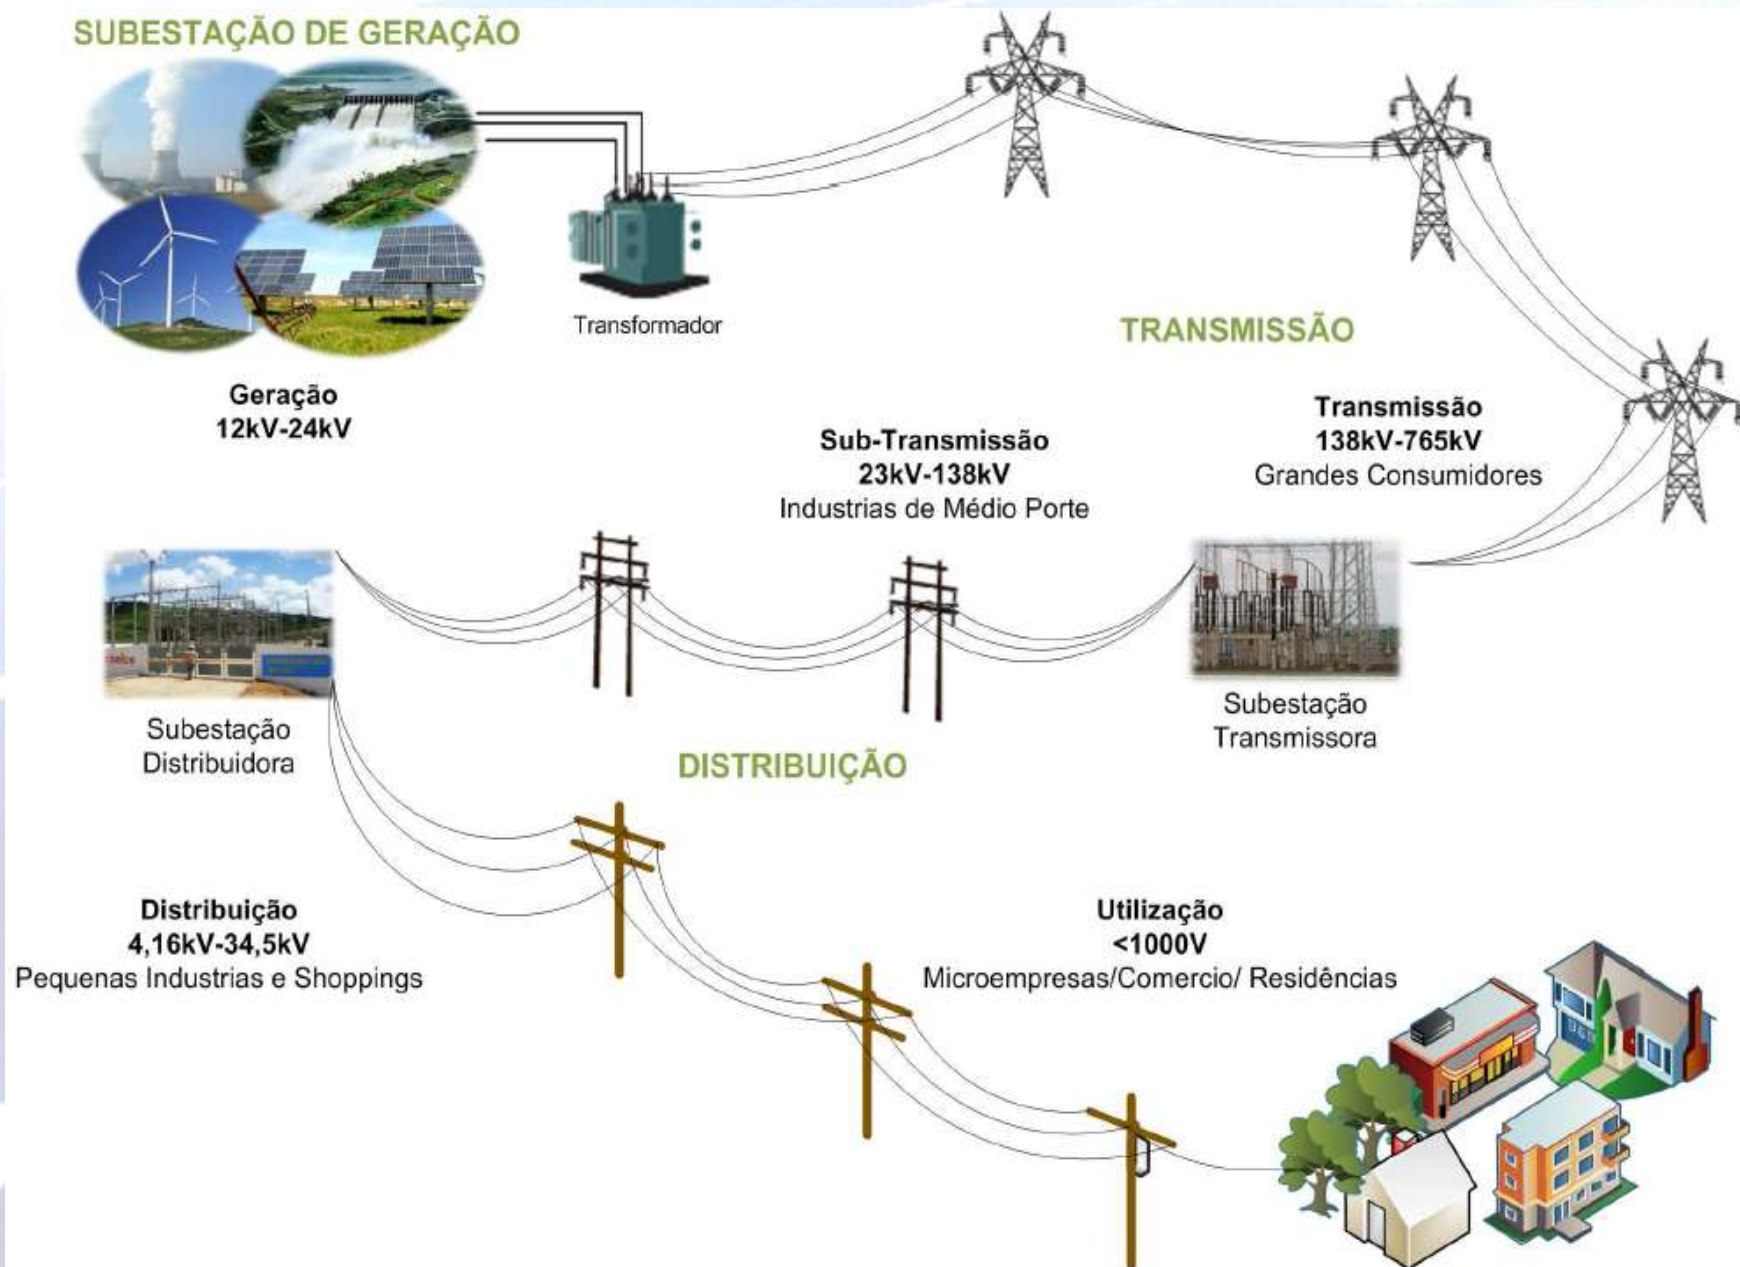 SUBESTAÇÃO DE GERAÇÃO
Transformador
TRANSMISSÃO
Geração
12kV-24kV
Sub-Transmissão
23kV-138kV
Industrias de Médio Porte
Transmissão
138kV-765kV
Grandes Consumidores
Subestação
Distribuidora
Subestação
Transmissora
DISTRIBUIÇÃO
Distribuição
4,16kV-34,5kV
Pequenas Industrias e Shoppings
Utilização
<1000V
Microempresas/Comercio/ Residências